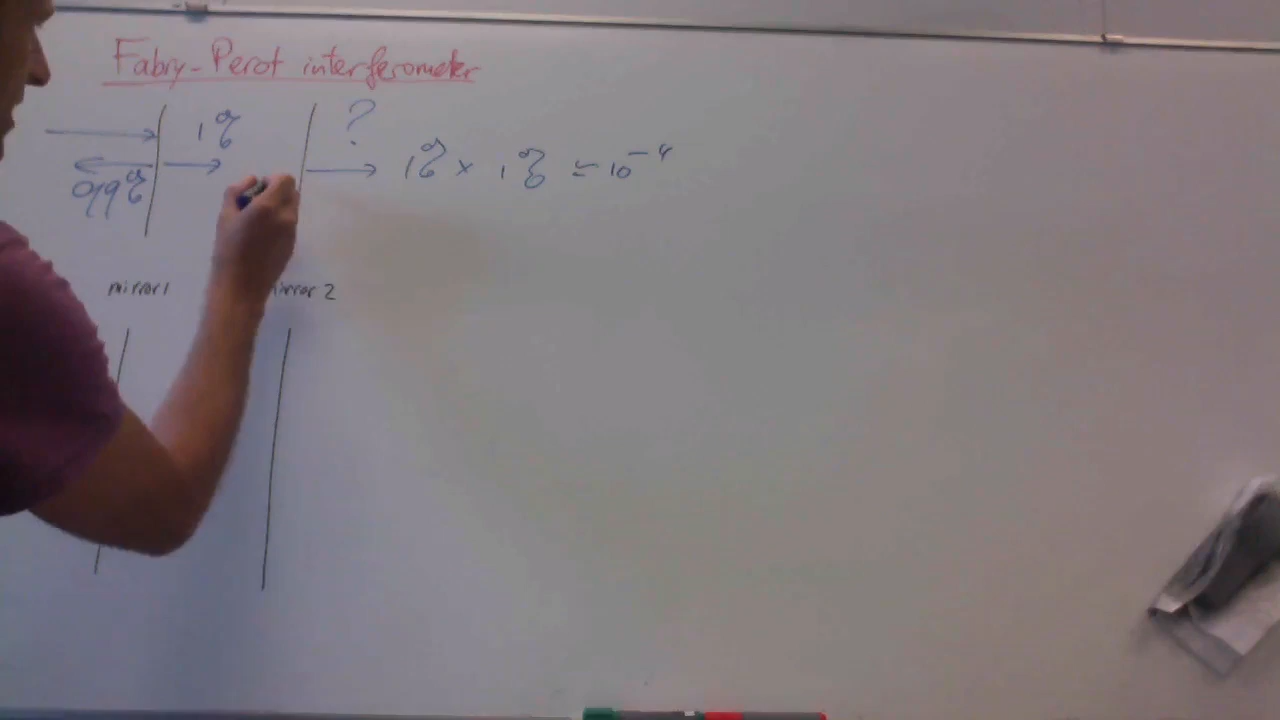 Fabry-Perot interferometer
1% ?
99% 1% × 1% ≃ 10⁻⁴
mirror 1 mirror 2